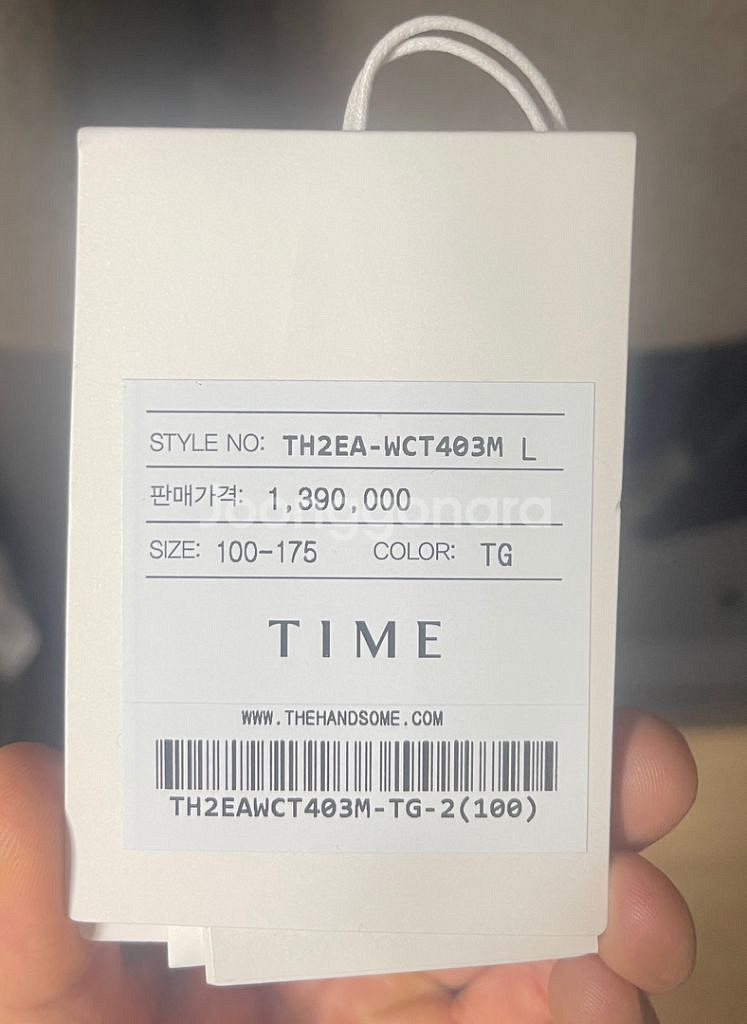 STYLE NO: TH2EA-WCT403M L
판매가격: 1,390,000
Joonggonara
SIZE: 100-175 COLOR: TG
TIME
WWW.THEHANDSOME.COM
TH2EAWCT403M-TG-2(100)